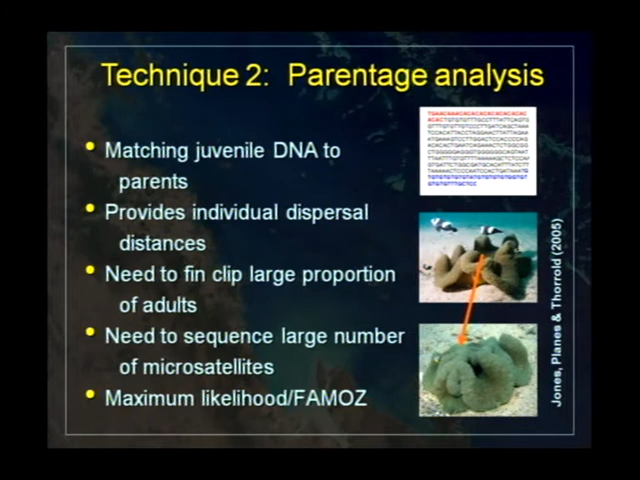 Technique 2: Parentage analysis
• Matching juvenile DNA to
parents
• Provides individual dispersal
distances
• Need to fin clip large proportion
of adults
• Need to sequence large number
of microsatellites
• Maximum likelihood/FAMOZ
Jones, Planes & Thorrold (2005)